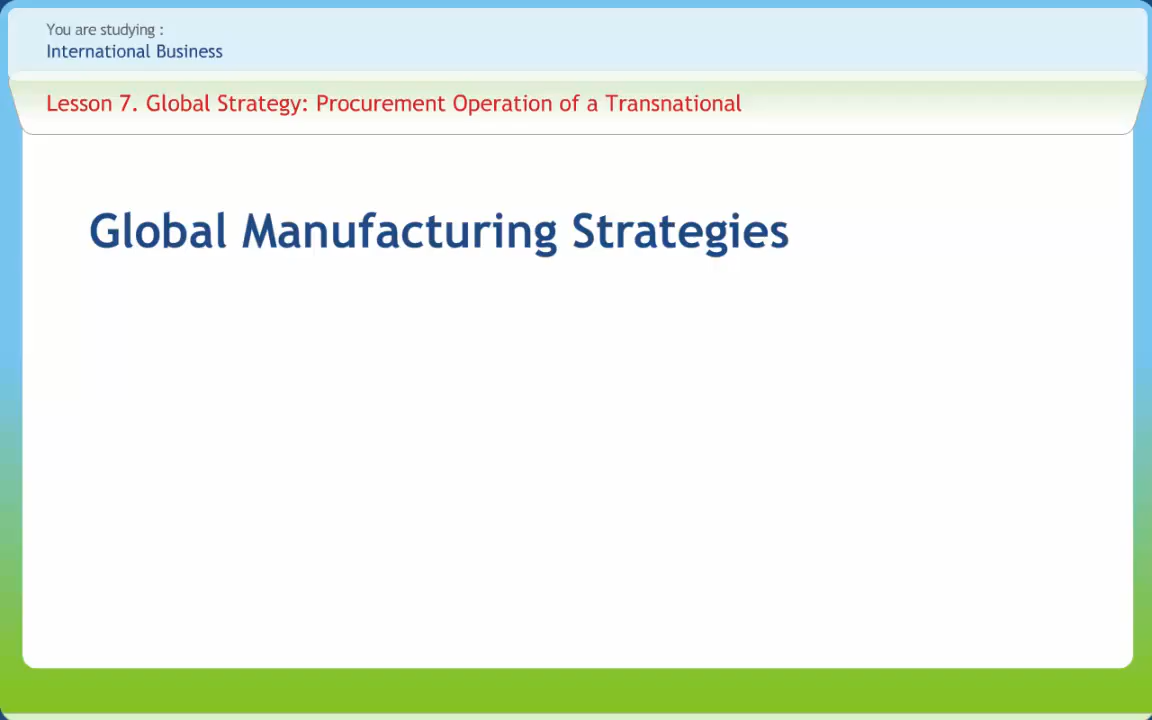 You are studying :
International Business
Lesson 7. Global Strategy: Procurement Operation of a Transnational
Global Manufacturing Strategies